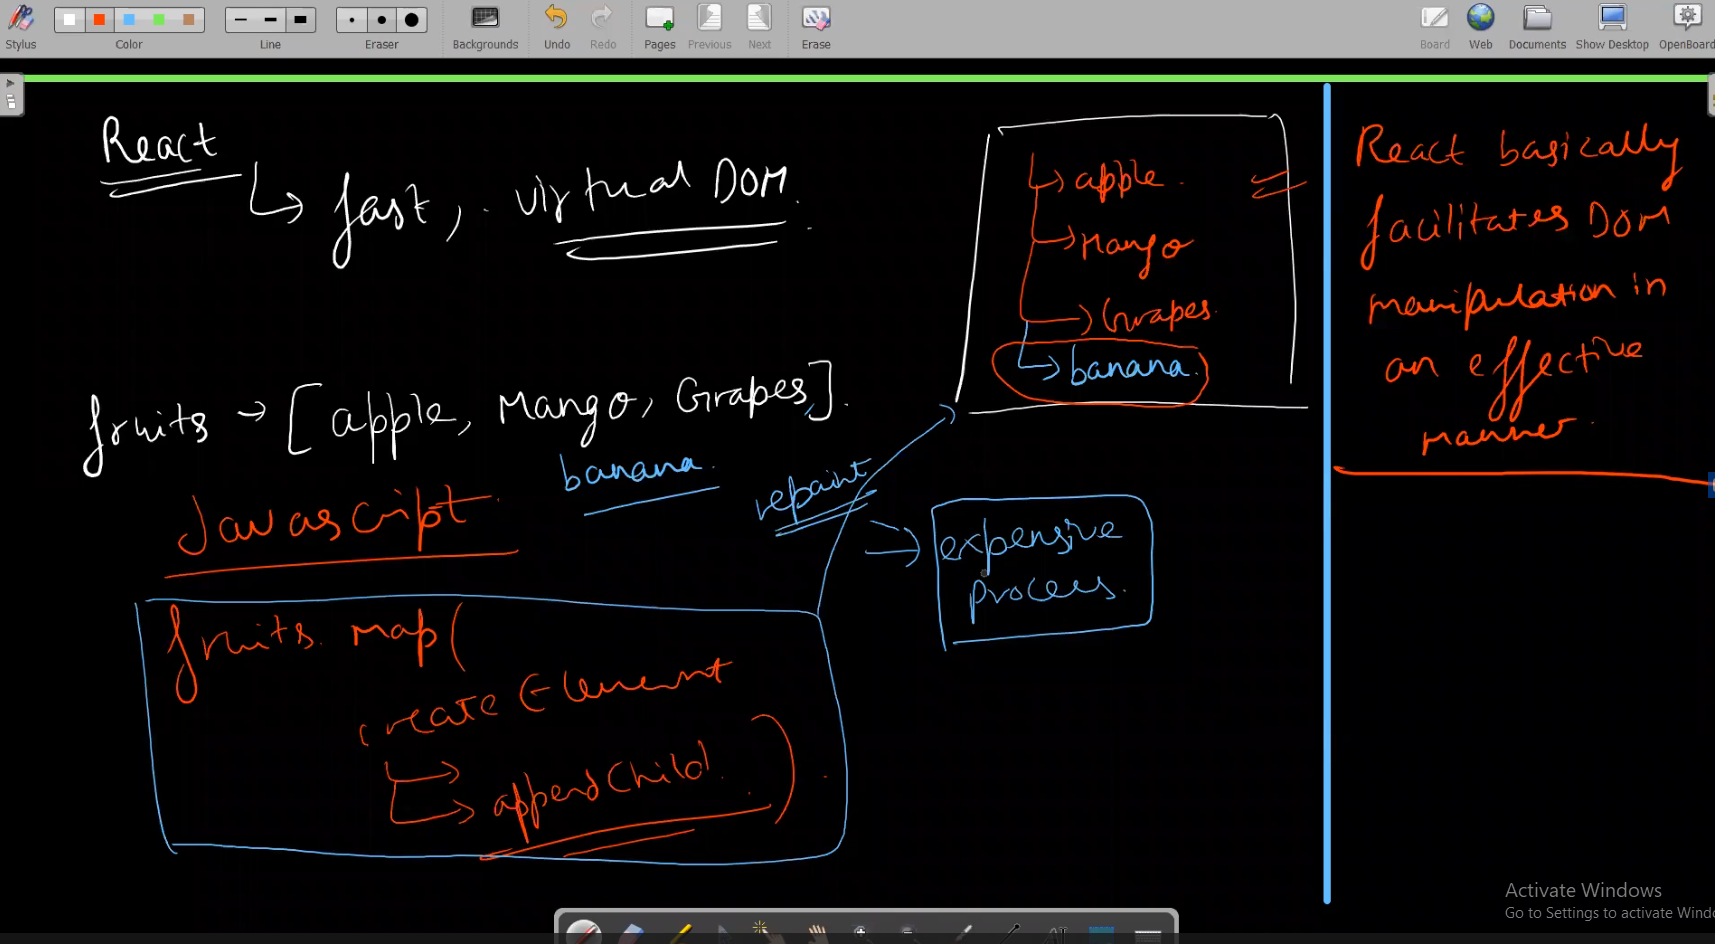 Stylus
Color
Line
Eraser
Backgrounds
Undo
Redo
Pages
Previous
Next
Erase
Board
Web
Documents
Show Desktop
OpenBoard
React
fast, virtual DOM.
fruits → [apple, Mango, Grapes].
banana.
Javascript
fruits. map(
createElement
appendChild.)
apple.
Mango
Grapes.
banana.
repaint
expensive
process.
React basically
facilitates DOM
manipulation in
an effective
manner.
Activate Windows
Go to Settings to activate Windo